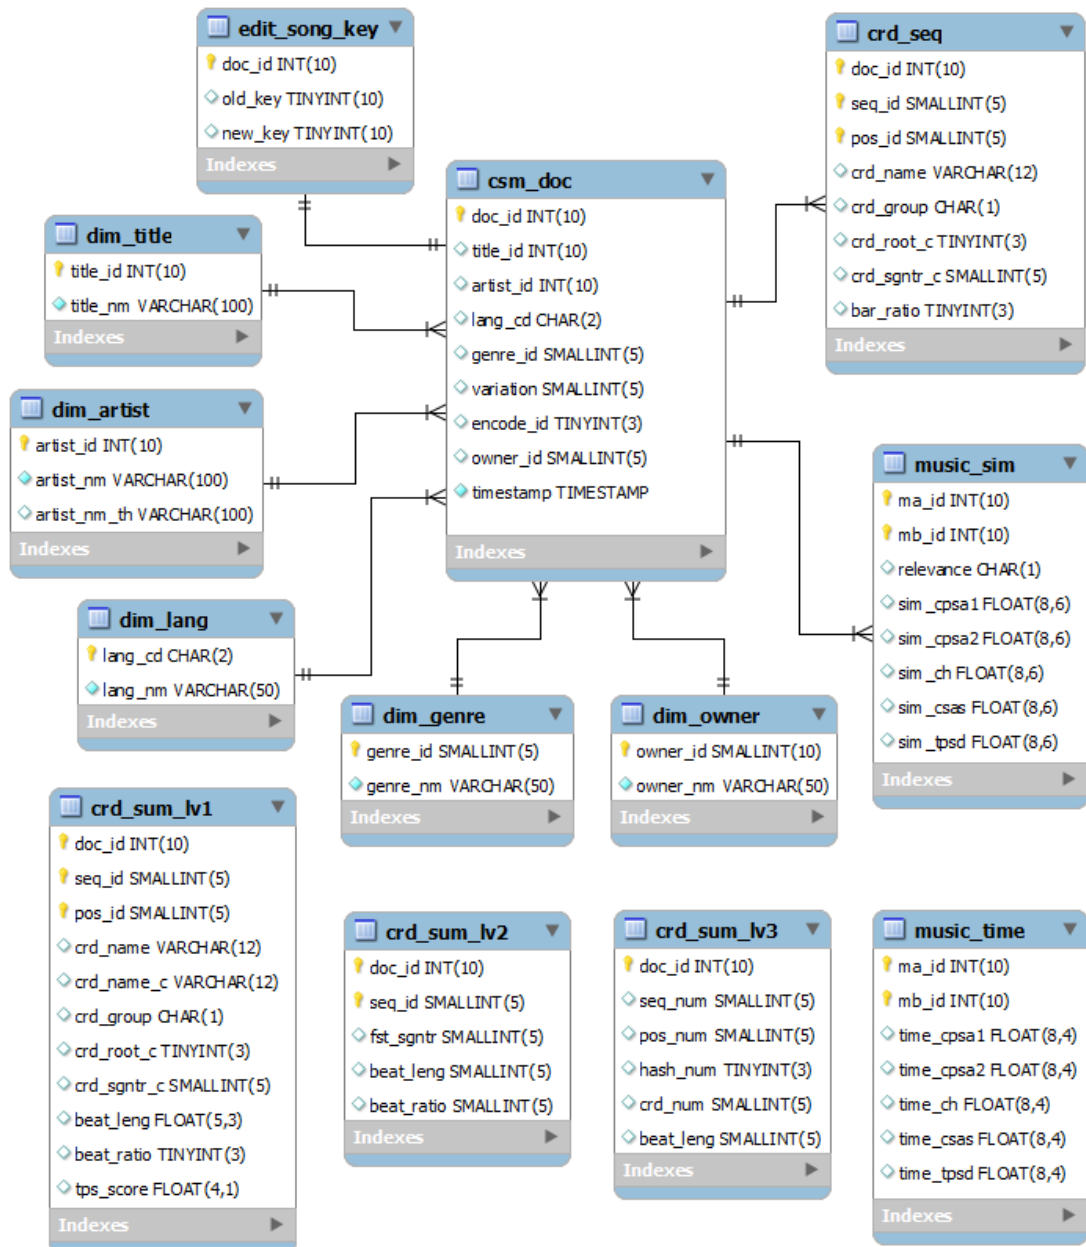 edit_song_key
doc_id INT(10)
old_key TINYINT(10)
new_key TINYINT(10)
Indexes
crd_seq
doc_id INT(10)
seq_id SMALLINT(5)
pos_id SMALLINT(5)
crd_name VARCHAR(12)
crd_group CHAR(1)
crd_root_c TINYINT(3)
crd_sgntr_c SMALLINT(5)
bar_ratio TINYINT(3)
Indexes
csm_doc
doc_id INT(10)
title_id INT(10)
artist_id INT(10)
lang_cd CHAR(2)
genre_id SMALLINT(5)
variation SMALLINT(5)
encode_id TINYINT(3)
owner_id SMALLINT(5)
timestamp TIMESTAMP
Indexes
dim_title
title_id INT(10)
title_nm VARCHAR(100)
Indexes
dim_artist
artist_id INT(10)
artist_nm VARCHAR(100)
artist_nm_th VARCHAR(100)
Indexes
music_sim
ma_id INT(10)
mb_id INT(10)
relevance CHAR(1)
sim_cpsa1 FLOAT(8,6)
sim_cpsa2 FLOAT(8,6)
sim_ch FLOAT(8,6)
sim_csas FLOAT(8,6)
sim_tpsd FLOAT(8,6)
Indexes
dim_lang
lang_cd CHAR(2)
lang_nm VARCHAR(50)
Indexes
dim_genre
genre_id SMALLINT(5)
genre_nm VARCHAR(50)
Indexes
dim_owner
owner_id SMALLINT(10)
owner_nm VARCHAR(50)
Indexes
crd_sum_lv1
doc_id INT(10)
seq_id SMALLINT(5)
pos_id SMALLINT(5)
crd_name VARCHAR(12)
crd_name_c VARCHAR(12)
crd_group CHAR(1)
crd_root_c TINYINT(3)
crd_sgntr_c SMALLINT(5)
beat_leng FLOAT(5,3)
beat_ratio TINYINT(3)
tps_score FLOAT(4,1)
Indexes
crd_sum_lv2
doc_id INT(10)
seq_id SMALLINT(5)
fst_sgntr SMALLINT(5)
beat_leng SMALLINT(5)
beat_ratio SMALLINT(5)
Indexes
crd_sum_lv3
doc_id INT(10)
seq_num SMALLINT(5)
pos_num SMALLINT(5)
hash_num TINYINT(3)
crd_num SMALLINT(5)
beat_leng SMALLINT(5)
Indexes
music_time
ma_id INT(10)
mb_id INT(10)
time_cpsa1 FLOAT(8,4)
time_cpsa2 FLOAT(8,4)
time_ch FLOAT(8,4)
time_csas FLOAT(8,4)
time_tpsd FLOAT(8,4)
Indexes